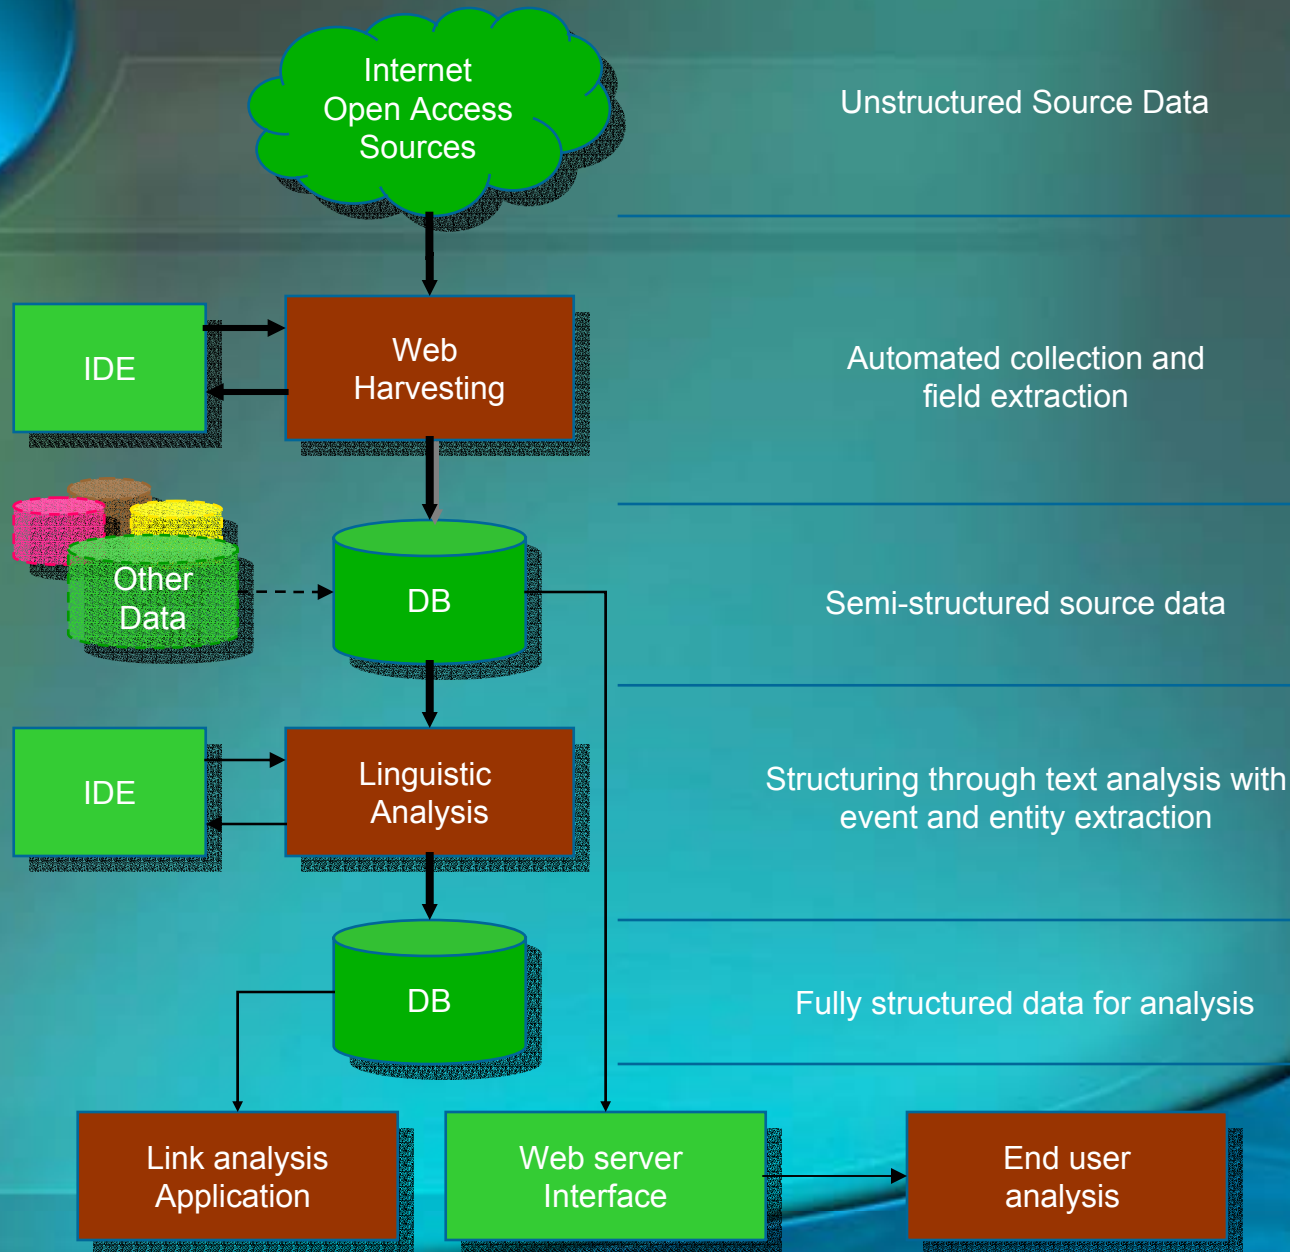 Internet
Open Access
Sources
Unstructured Source Data
IDE
Web
Harvesting
Automated collection and
field extraction
Other
Data
DB
Semi-structured source data
IDE
Linguistic
Analysis
Structuring through text analysis with
event and entity extraction
DB
Fully structured data for analysis
Link analysis
Application
Web server
Interface
End user
analysis